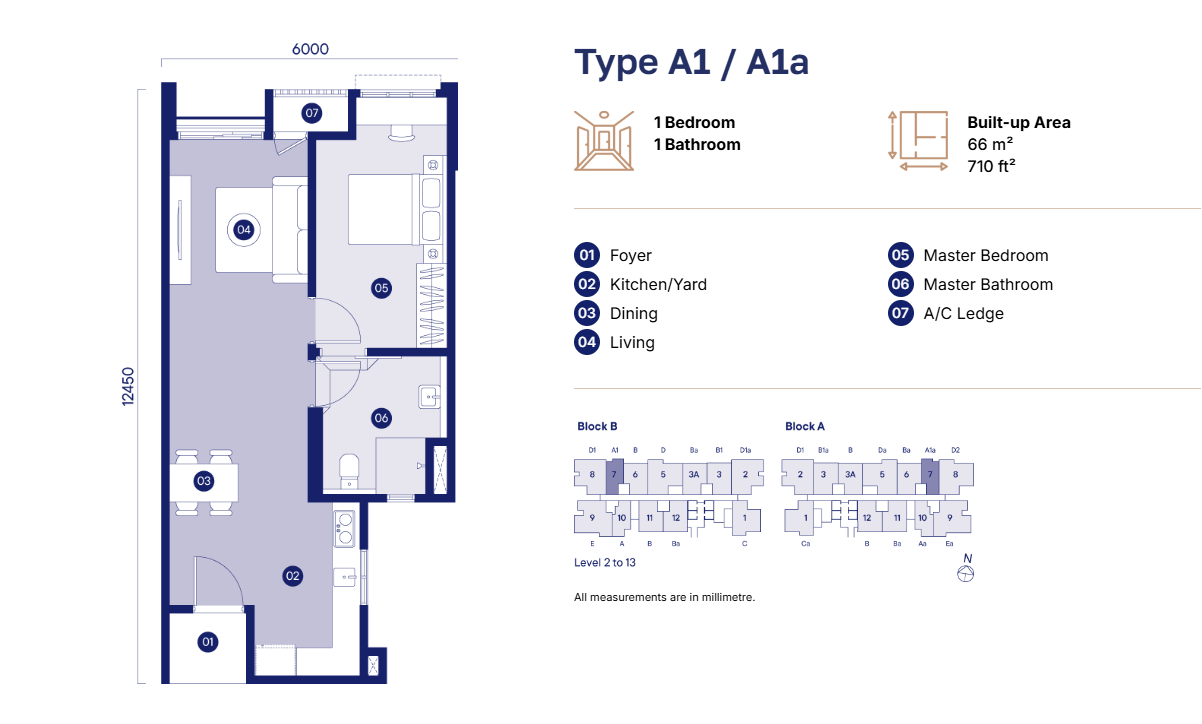 6000
12450
07
04
05
06
03
02
01
Type A1 / A1a
1 Bedroom
1 Bathroom
Built-up Area
66 m²
710 ft²
01 Foyer
02 Kitchen/Yard
03 Dining
04 Living
05 Master Bedroom
06 Master Bathroom
07 A/C Ledge
Block B
D1 A1 B D Ba B1 D1a
8 7 6 5 3A 3 2
9 10 11 12 1
E A B Ba C
Level 2 to 13
All measurements are in millimetre.
Block A
D1 B1a B Da Ba A1a D2
2 3 3A 5 6 7 8
1 12 11 10 9
Ca B Ba Aa Ea
N